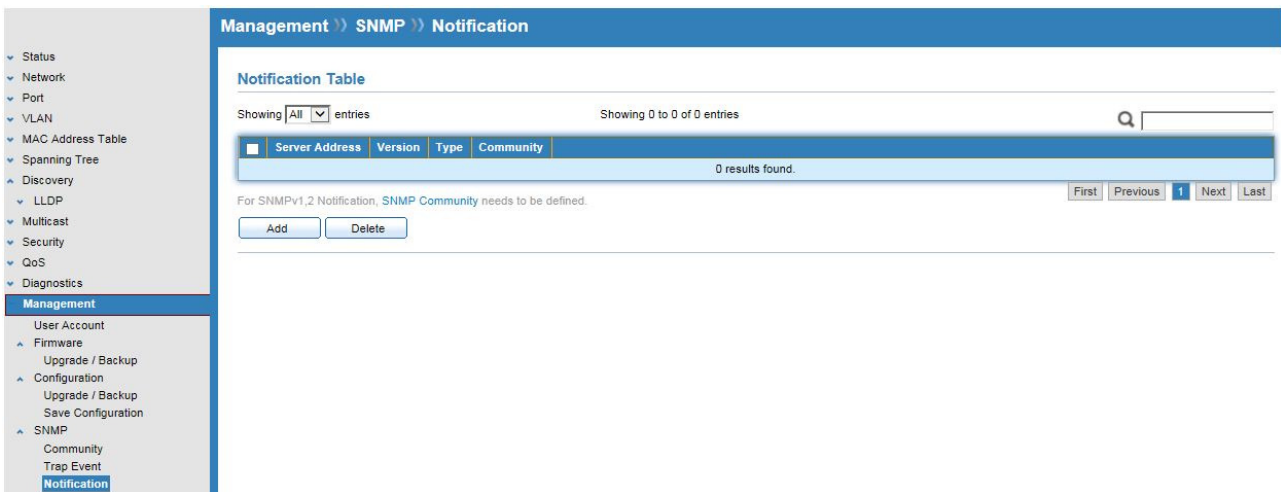 Management » SNMP » Notification
Status
Network
Port
VLAN
MAC Address Table
Spanning Tree
Discovery
LLDP
Multicast
Security
QoS
Diagnostics
Management
User Account
Firmware
Upgrade / Backup
Configuration
Upgrade / Backup
Save Configuration
SNMP
Community
Trap Event
Notification
Notification Table
Showing All entries Showing 0 to 0 of 0 entries
Server Address Version Type Community
0 results found.
First Previous 1 Next Last
For SNMPv1,2 Notification, SNMP Community needs to be defined.
Add Delete